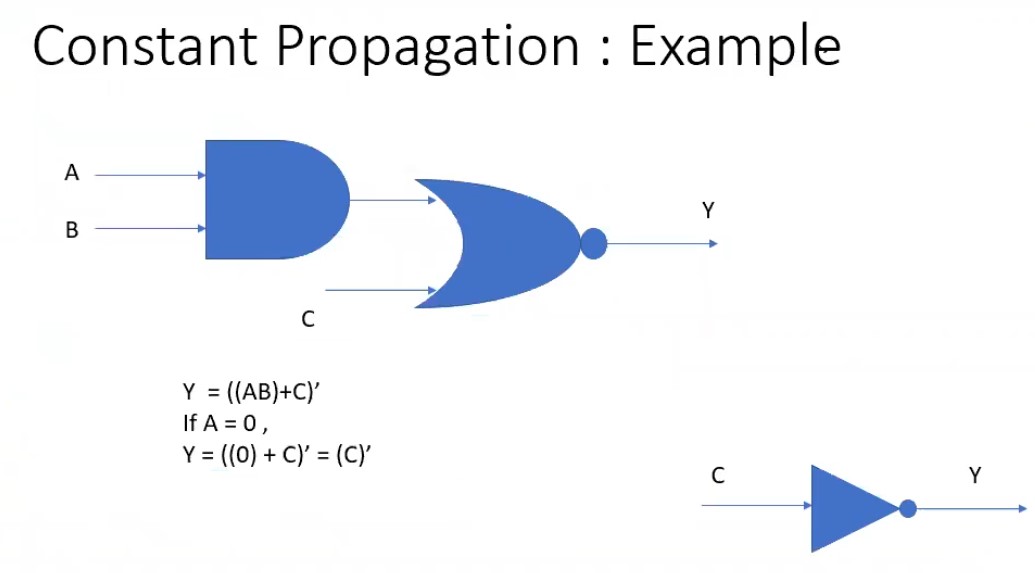 Constant Propagation : Example
A
B
Y
C
Y = ((AB)+C)’
If A = 0 ,
Y = ((0) + C)’ = (C)’
C
Y